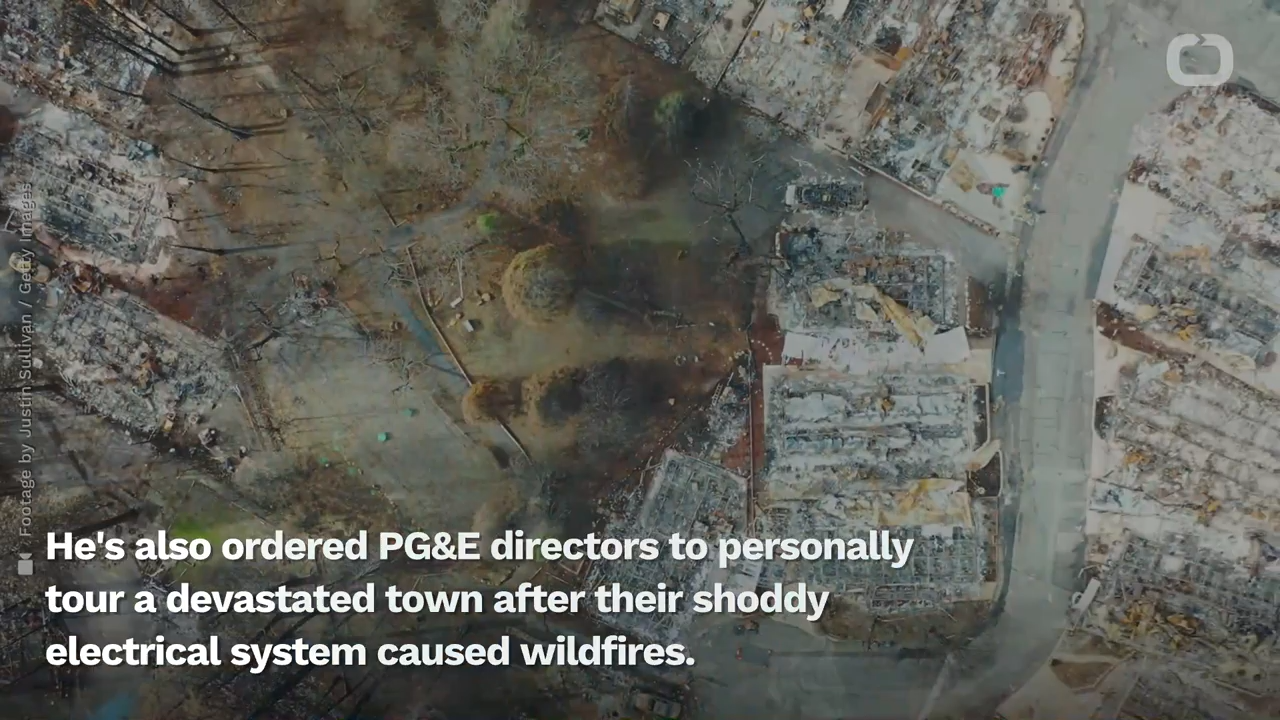 Footage by Justin Sullivan / Getty Images
He's also ordered PG&E directors to personally
tour a devastated town after their shoddy
electrical system caused wildfires.